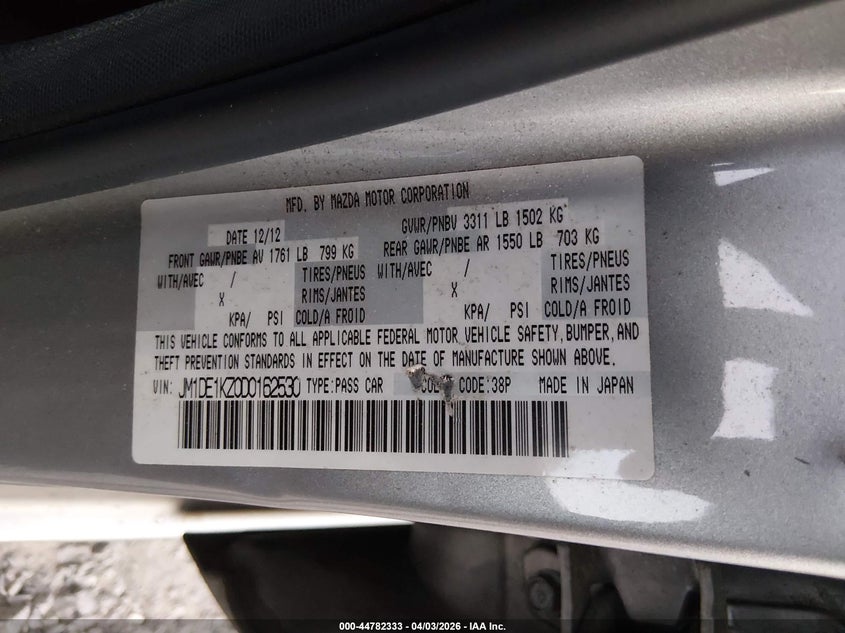 MFD. BY MAZDA MOTOR CORPORATION
DATE 12/12 GVWR/PNBV 3311 LB 1502 KG
FRONT GAWR/PNBE AV 1761 LB 799 KG REAR GAWR/PNBE AR 1550 LB 703 KG
WITH/AVEC / TIRES/PNEUS WITH/AVEC / TIRES/PNEUS
X RIMS/JANTES X RIMS/JANTES
KPA/ PSI COLD/A FROID KPA/ PSI COLD/A FROID
THIS VEHICLE CONFORMS TO ALL APPLICABLE FEDERAL MOTOR VEHICLE SAFETY, BUMPER, AND
THEFT PREVENTION STANDARDS IN EFFECT ON THE DATE OF MANUFACTURE SHOWN ABOVE.
VIN: JM1DE1KZ0D0162530 TYPE:PASS CAR CODE:38P MADE IN JAPAN
000-44782333 - 04/03/2026 - IAA Inc.